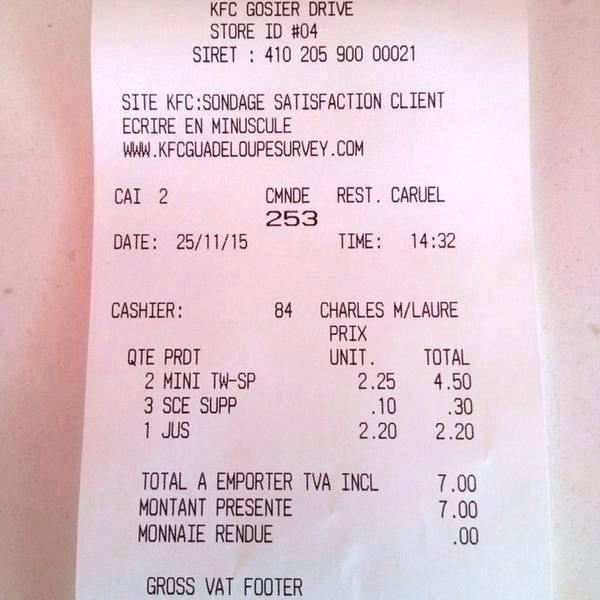 KFC GOSIER DRIVE
STORE ID #04
SIRET : 410 205 900 00021
SITE KFC:SONDAGE SATISFACTION CLIENT
ECRIRE EN MINUSCULE
WWW.KFCGUADELOUPESURVEY.COM
CAI 2 CMNDE REST. CARUEL
253
DATE: 25/11/15 TIME: 14:32
CASHIER: 84 CHARLES M/LAURE
PRIX
QTE PRDT UNIT. TOTAL
2 MINI TW-SP 2.25 4.50
3 SCE SUPP .10 .30
1 JUS 2.20 2.20
TOTAL A EMPORTER TVA INCL 7.00
MONTANT PRESENTE 7.00
MONNAIE RENDUE .00
GROSS VAT FOOTER